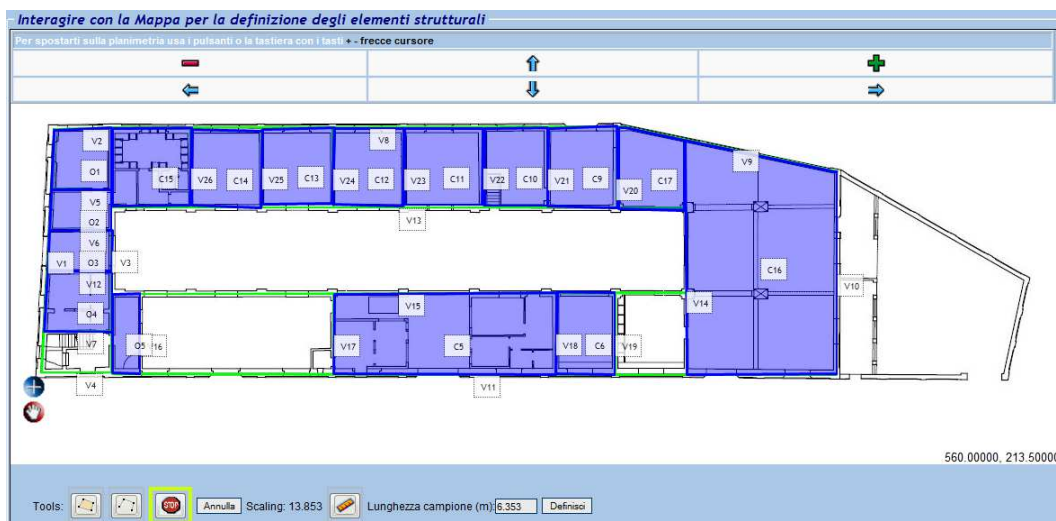 Interagire con la Mappa per la definizione degli elementi strutturali
Per spostarti sulla planimetria usa i pulsanti o la tastiera con i tasti + - frecce cursore
V2
V8
V9
O1
C15
V26
C14
V25
C13
V24
C12
V23
C11
V22
C10
V21
C9
V20
C17
V5
O2
V13
V6
V1
O3
V3
C16
V12
V10
V15
V14
O4
V7
O5
16
V17
C5
V18
C6
V19
V4
V11
560.00000, 213.50000
Tools:
STOP
Annulla
Scaling: 13.853
Lunghezza campione (m):
6.353
Definisci